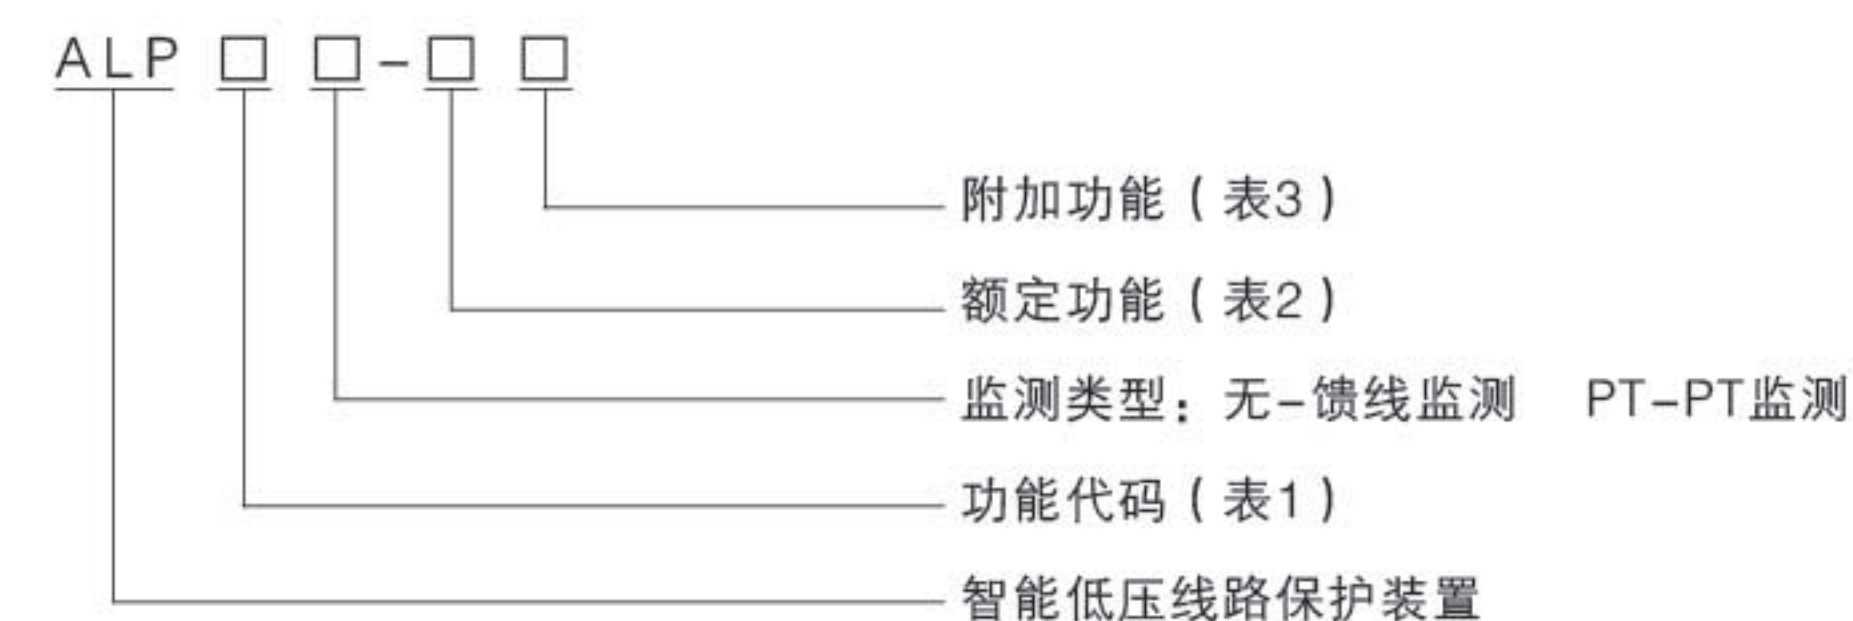 ALP □ □-□ □
附加功能（表3）
额定功能（表2）
监测类型：无-馈线监测 PT-PT监测
功能代码（表1）
智能低压线路保护装置